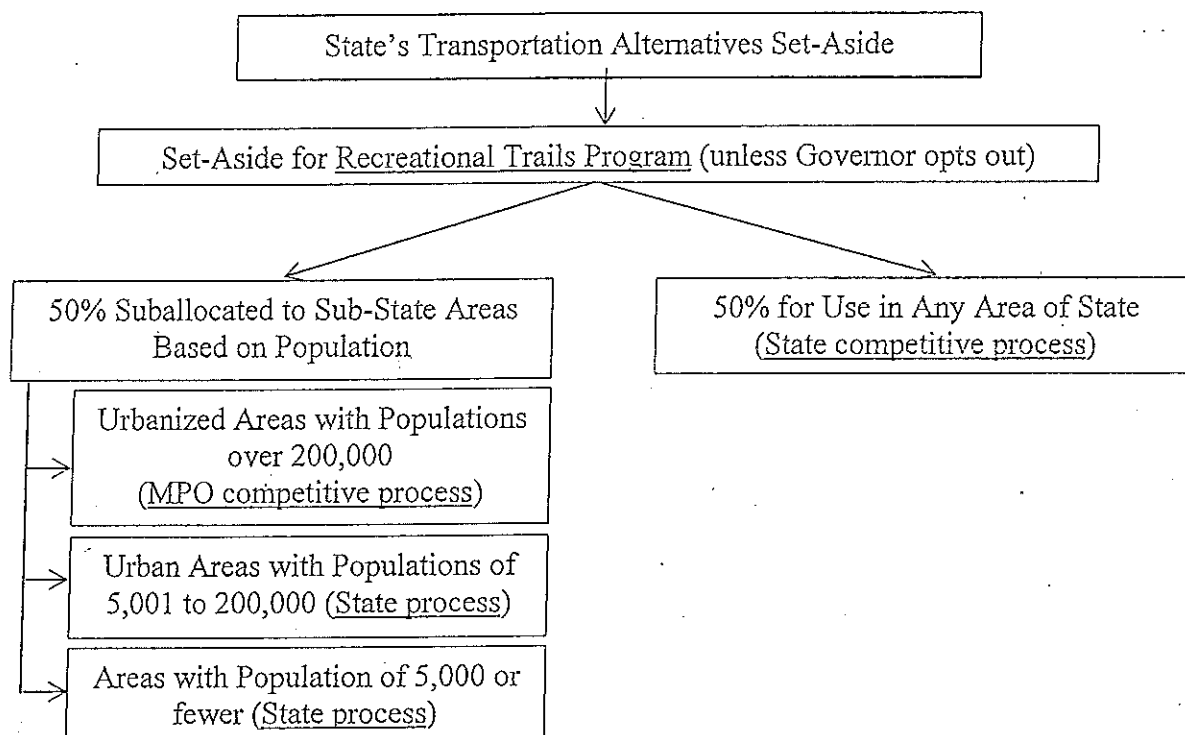 State's Transportation Alternatives Set-Aside
Set-Aside for Recreational Trails Program (unless Governor opts out)
50% Suballocated to Sub-State Areas
Based on Population
50% for Use in Any Area of State
(State competitive process)
Urbanized Areas with Populations
over 200,000
(MPO competitive process)
Urban Areas with Populations of
5,001 to 200,000 (State process)
Areas with Population of 5,000 or
fewer (State process)